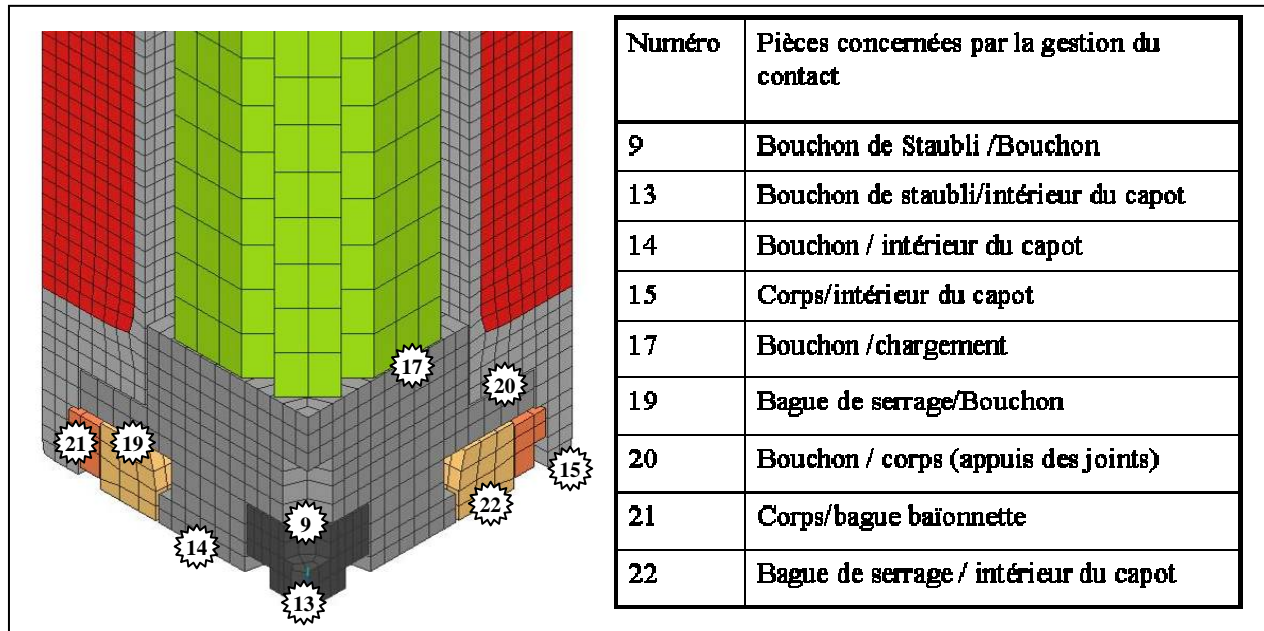 17
20
21
19
15
22
9
14
13
Numéro Pièces concernées par la gestion du
contact
9 Bouchon de Staubli /Bouchon
13 Bouchon de staubli/intérieur du capot
14 Bouchon / intérieur du capot
15 Corps/intérieur du capot
17 Bouchon /chargement
19 Bague de serrage/Bouchon
20 Bouchon / corps (appuis des joints)
21 Corps/bague baïonnette
22 Bague de serrage / intérieur du capot